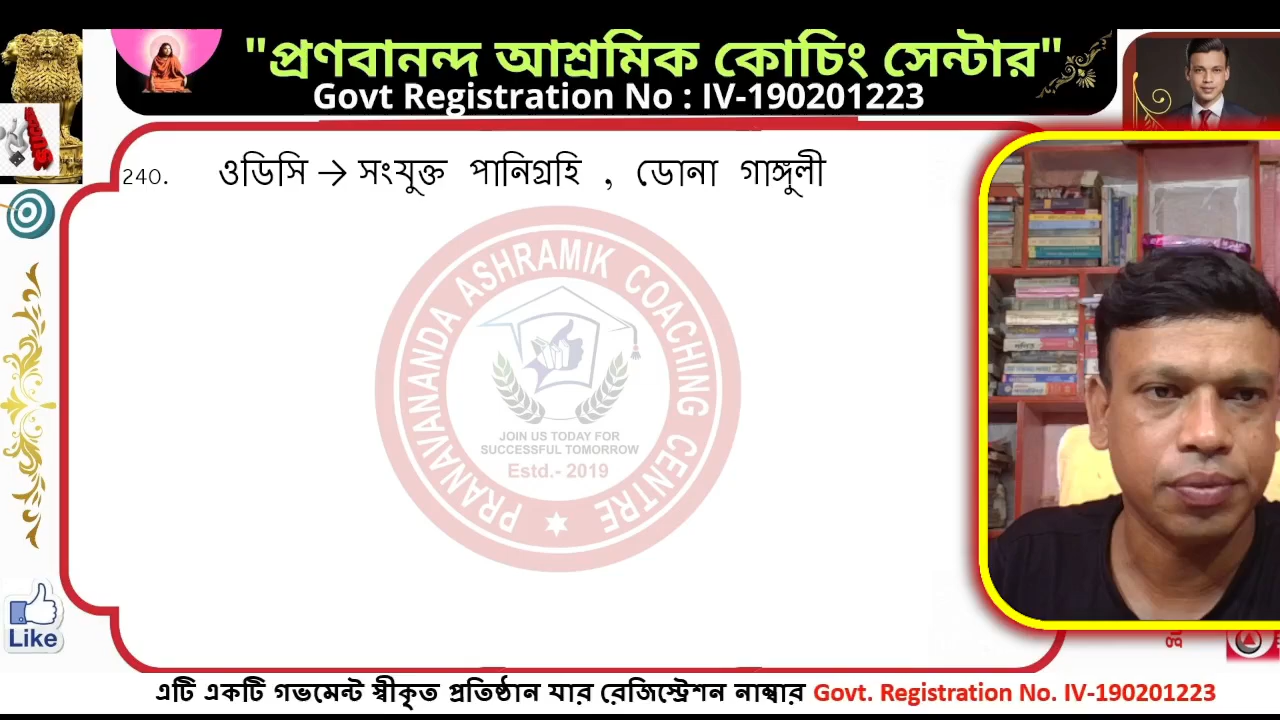 "প্রণবানন্দ আশ্রমিক কোচিং সেন্টার"
Govt Registration No : IV-190201223
240. ওডিসি → সংযুক্ত পানিগ্রহি , ডোনা গাঙ্গুলী
PRANAVANANDA ASHRAMIK COACHING CENTRE
JOIN US TODAY FOR
SUCCESSFUL TOMORROW
Estd.- 2019
Like
এটি একটি গভমেন্ট স্বীকৃত প্রতিষ্ঠান যার রেজিস্ট্রেশন নাম্বার Govt. Registration No. IV-190201223